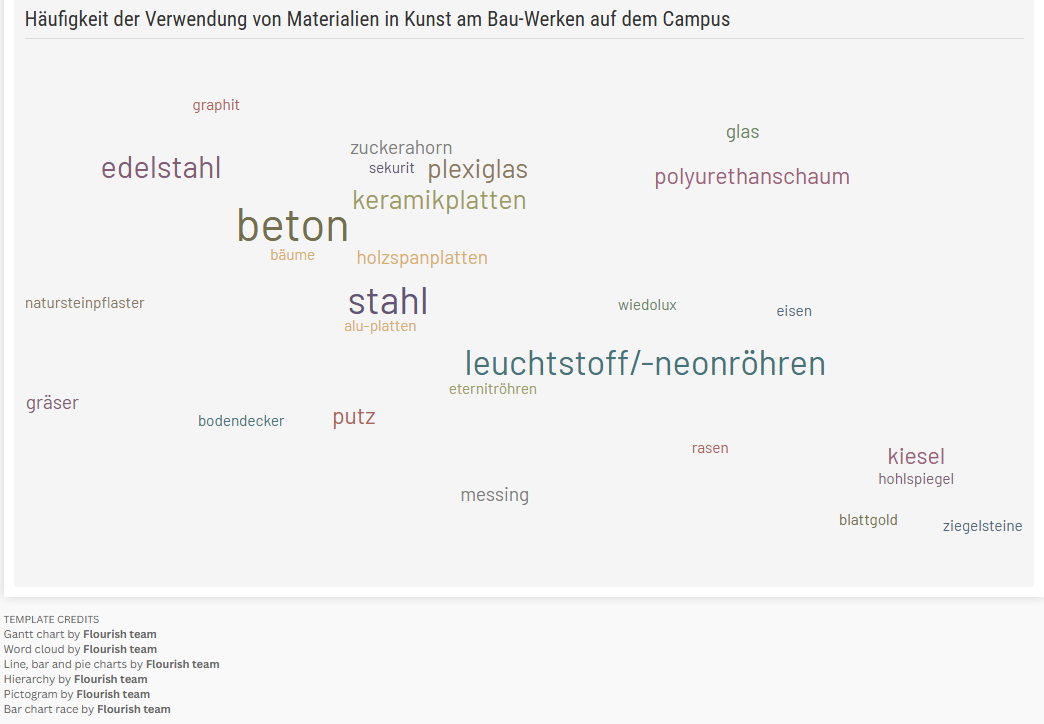 Häufigkeit der Verwendung von Materialien in Kunst am Bau-Werken auf dem Campus
graphit
glas
zuckerahorn
edelstahl
sekurit
plexiglas
polyurethanschaum
keramikplatten
beton
bäume
holzspanplatten
stahl
natursteinpflaster
wiedolux
eisen
alu-platten
leuchtstoff/-neonröhren
eternitröhren
gräser
putz
bodendecker
rasen
kiesel
hohlspiegel
messing
blattgold
ziegelsteine
TEMPLATE CREDITS
Gantt chart by Flourish team
Word cloud by Flourish team
Line, bar and pie charts by Flourish team
Hierarchy by Flourish team
Pictogram by Flourish team
Bar chart race by Flourish team